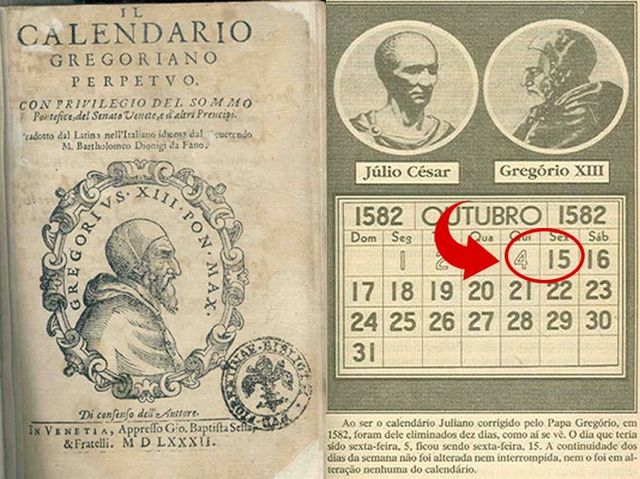 IL
CALENDARIO
GREGORIANO
PERPETVO.
CON PRIVILEGIO DEL SOMMO
Pontefice, del Senato Veneto, e d'altri Prencipi.
radotto dal Latino nell'Italiano idioma dal
M. Bartholomeo Dionigi da Fano.
GREGORIVS· XIII· PON· MAX·
Di consenso dell'Auttore.
IN VENETIA, Appresso Gio. Baptista Sessa,
& Fratelli. M D LXXXII.
Júlio César
Gregório XIII
1582 OUTUBRO 1582
Dom Seg Qua Qui Sex Sáb
1 2 4 15 16
17 18 19 20 21 22 23
24 25 26 27 28 29 30
31
Ao ser o calendário Juliano corrigido pelo Papa Gregório, em
1582, foram dele eliminados dez dias, como aí se vê. O dia que teria
sido sexta-feira, 5, ficou sendo sexta-feira, 15. A continuidade dos
dias da semana não foi alterada nem interrompida, nem o foi em al-
teração nenhuma do calendário.